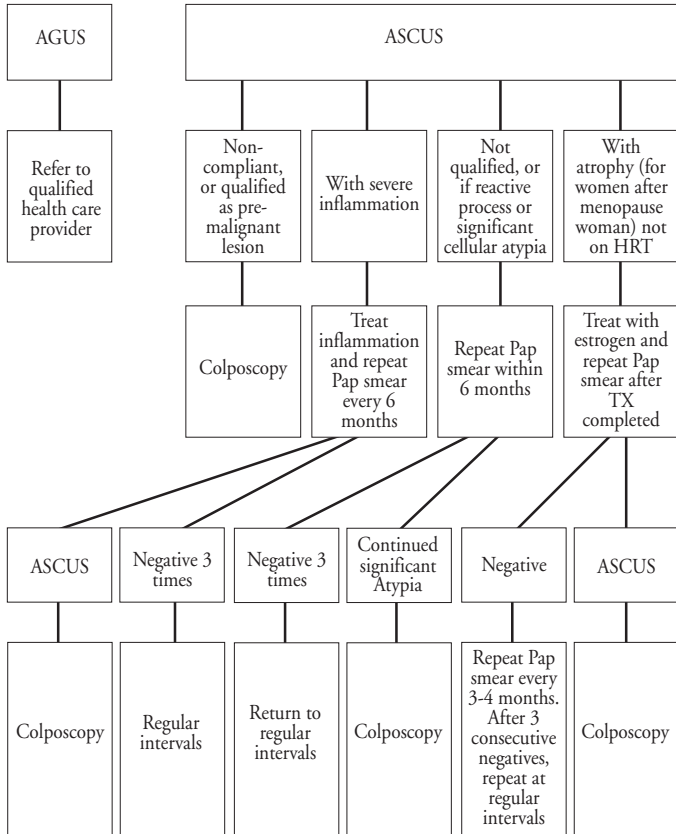 AGUS
ASCUS
Refer to
qualified
health care
provider
Non-
compliant,
or qualified
as pre-
malignant
lesion
With severe
inflammation
Not
qualified, or
if reactive
process or
significant
cellular atypia
With
atrophy (for
women after
menopause
woman) not
on HRT
Colposcopy
Treat
inflammation
and repeat
Pap smear
every 6
months
Repeat Pap
smear within
6 months
Treat with
estrogen and
repeat Pap
smear after
TX
completed
ASCUS
Negative 3
times
Negative 3
times
Continued
significant
Atypia
Negative
ASCUS
Colposcopy
Regular
intervals
Return to
regular
intervals
Colposcopy
Repeat Pap
smear every
3-4 months.
After 3
consecutive
negatives,
repeat at
regular
intervals
Colposcopy